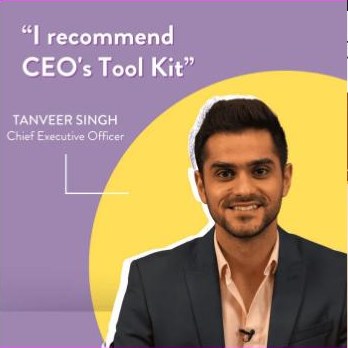 “I recommend
CEO's Tool Kit”
TANVEER SINGH
Chief Executive Officer